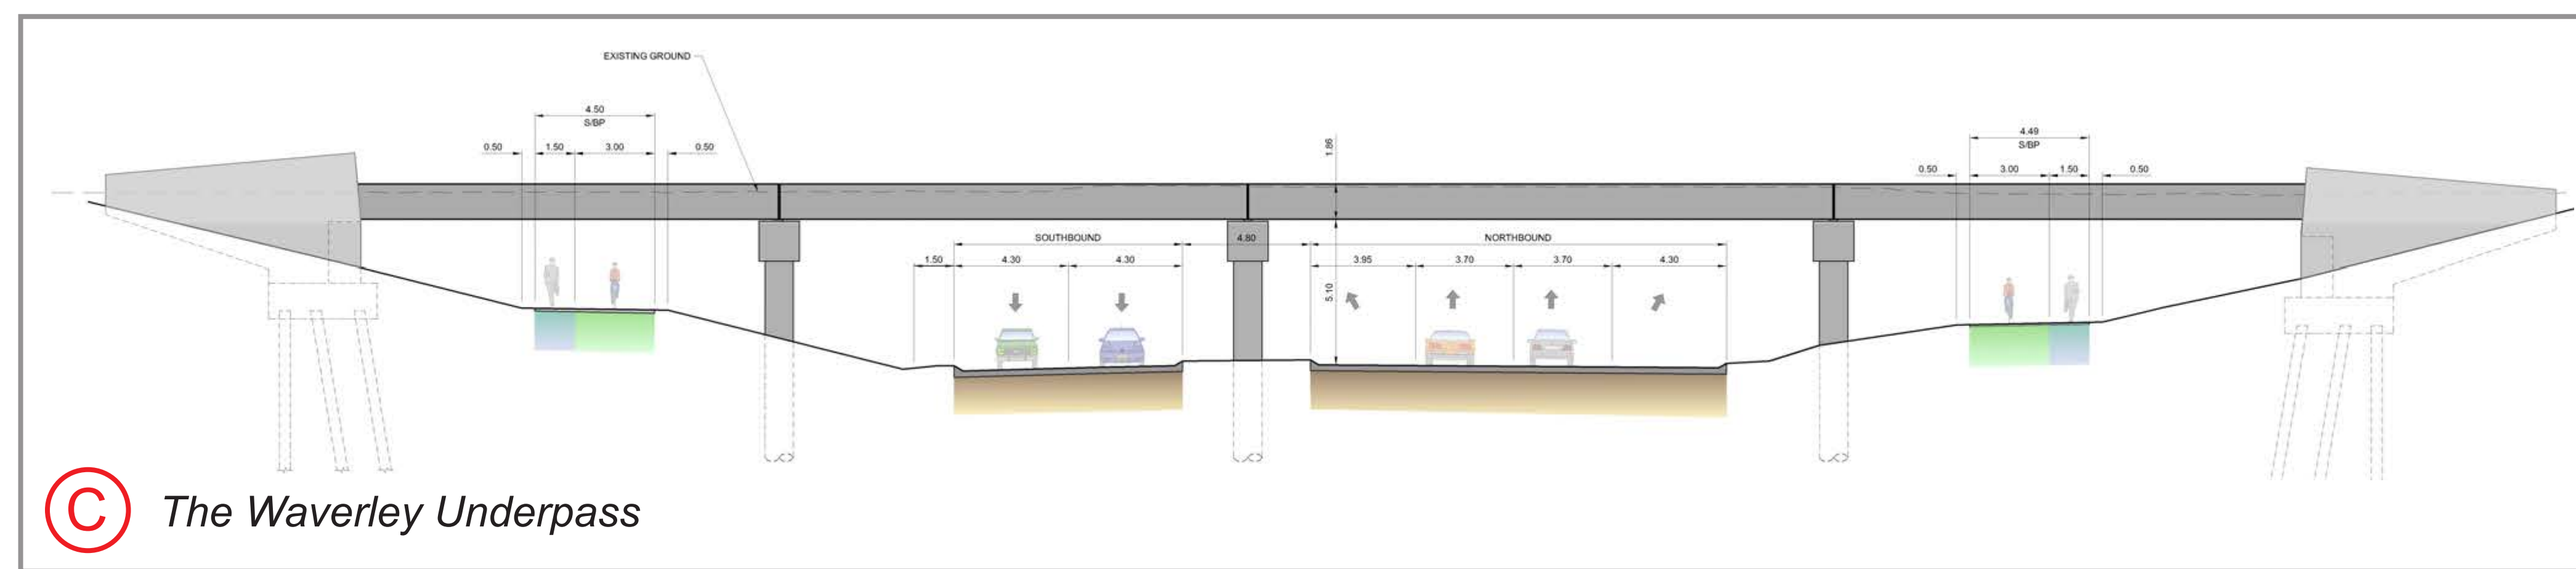 EXISTING GROUND
4.50
S/BP
0.50 1.50 3.00 0.50
1.86
4.49
S/BP
0.50 3.00 1.50 0.50
SOUTHBOUND 4.80 NORTHBOUND
1.50 4.30 4.30 3.95 3.70 3.70 4.30
5.10
C The Waverley Underpass